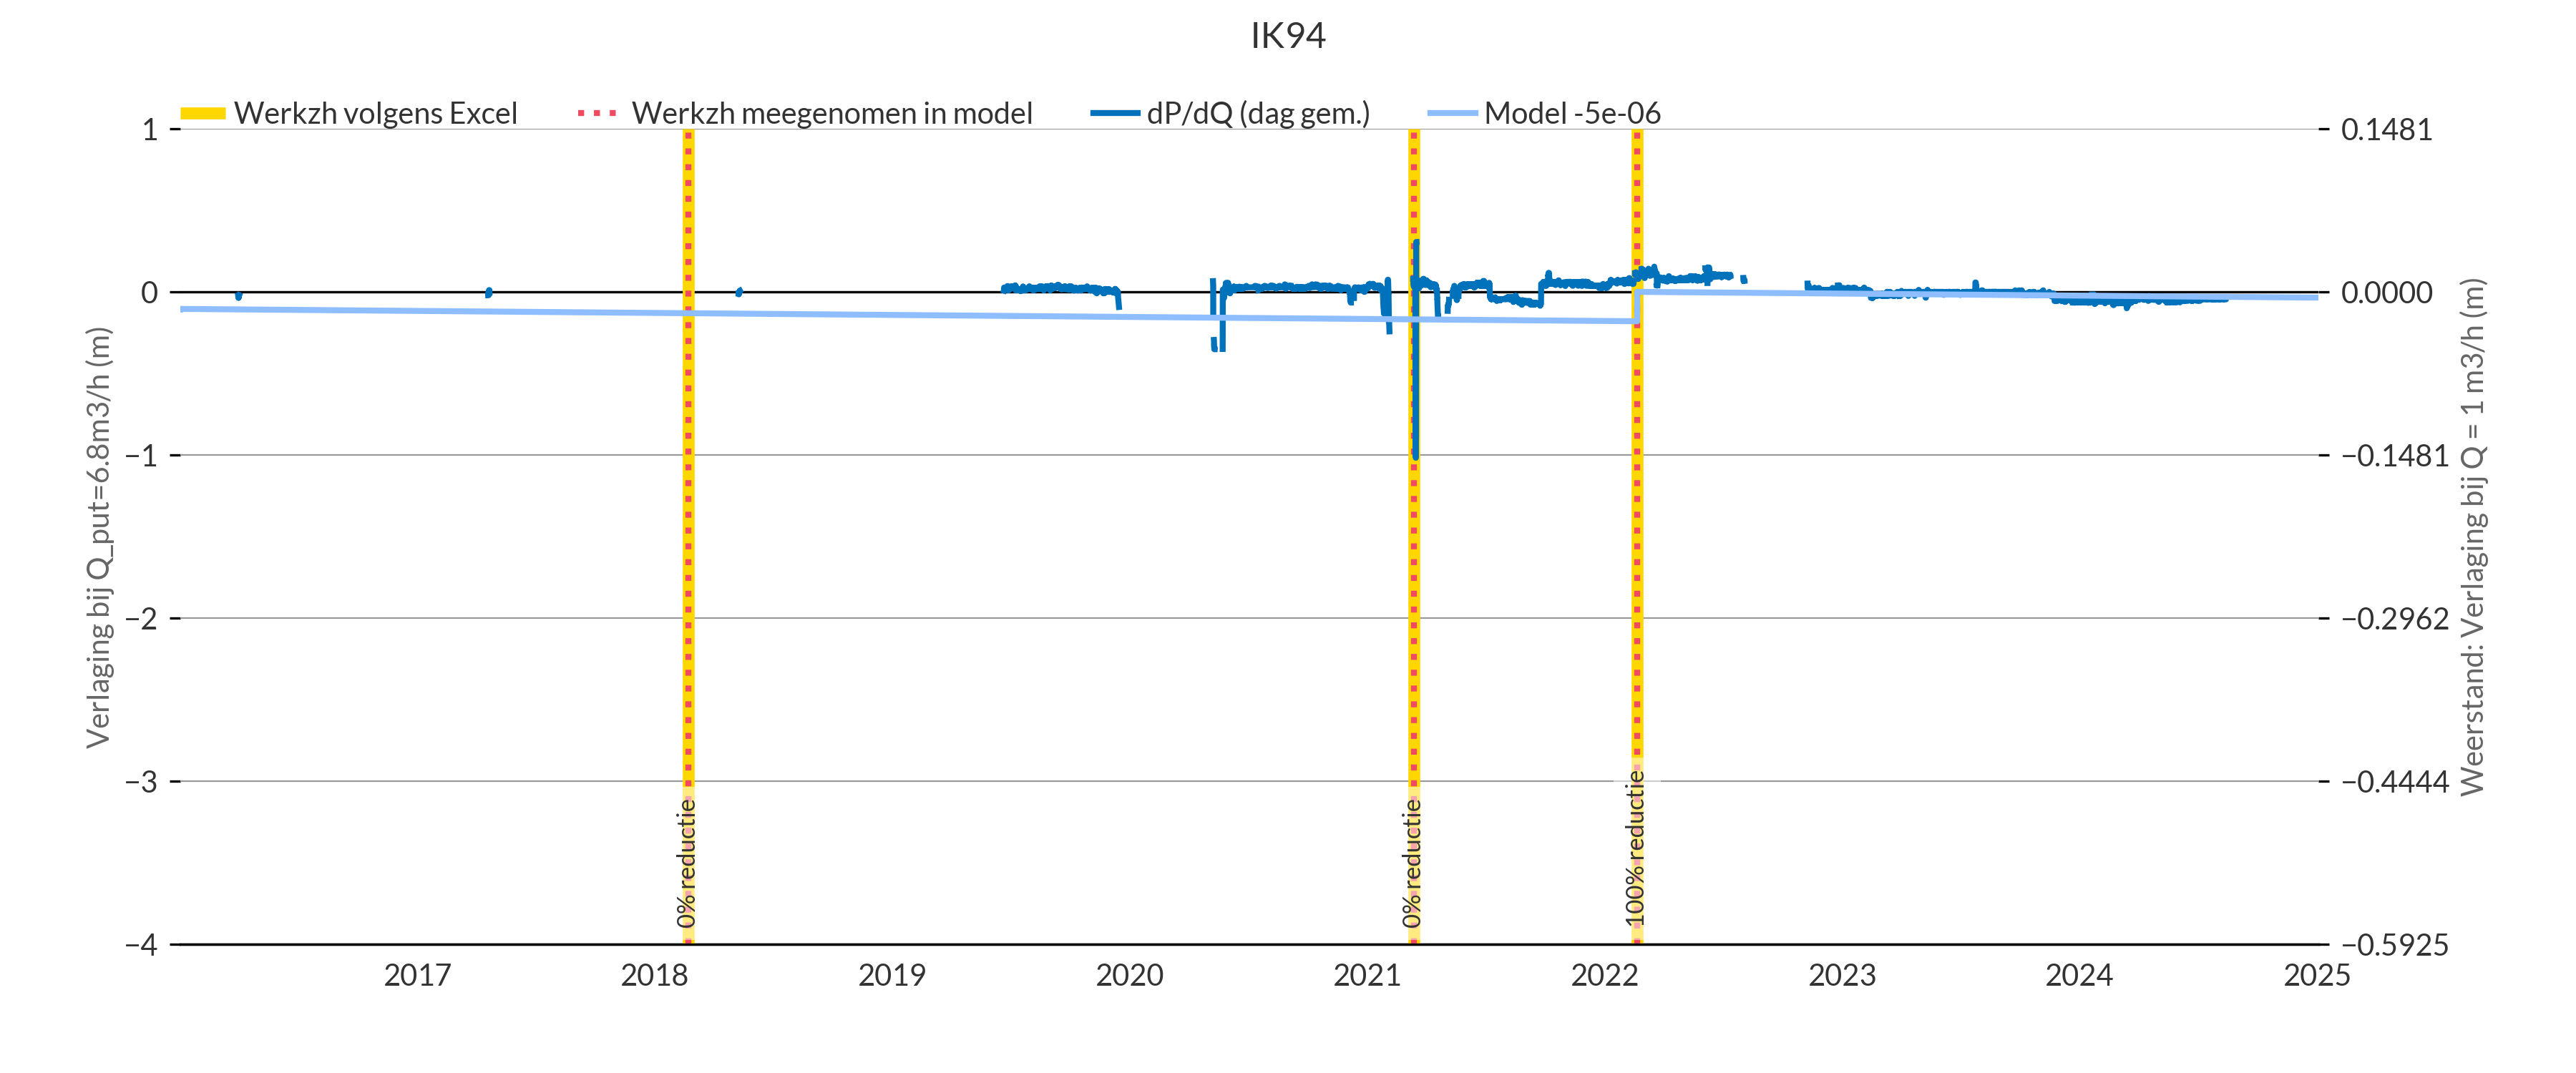 IK94
Werkzh volgens Excel
Werkzh meegenomen in model
dP/dQ (dag gem.)
Model -5e-06
1
0
−1
−2
−3
−4
0.1481
0.0000
−0.1481
−0.2962
−0.4444
−0.5925
Verlaging bij Q_put=6.8m3/h (m)
Weerstand: Verlaging bij Q = 1 m3/h (m)
0% reductie
0% reductie
100% reductie
2017
2018
2019
2020
2021
2022
2023
2024
2025